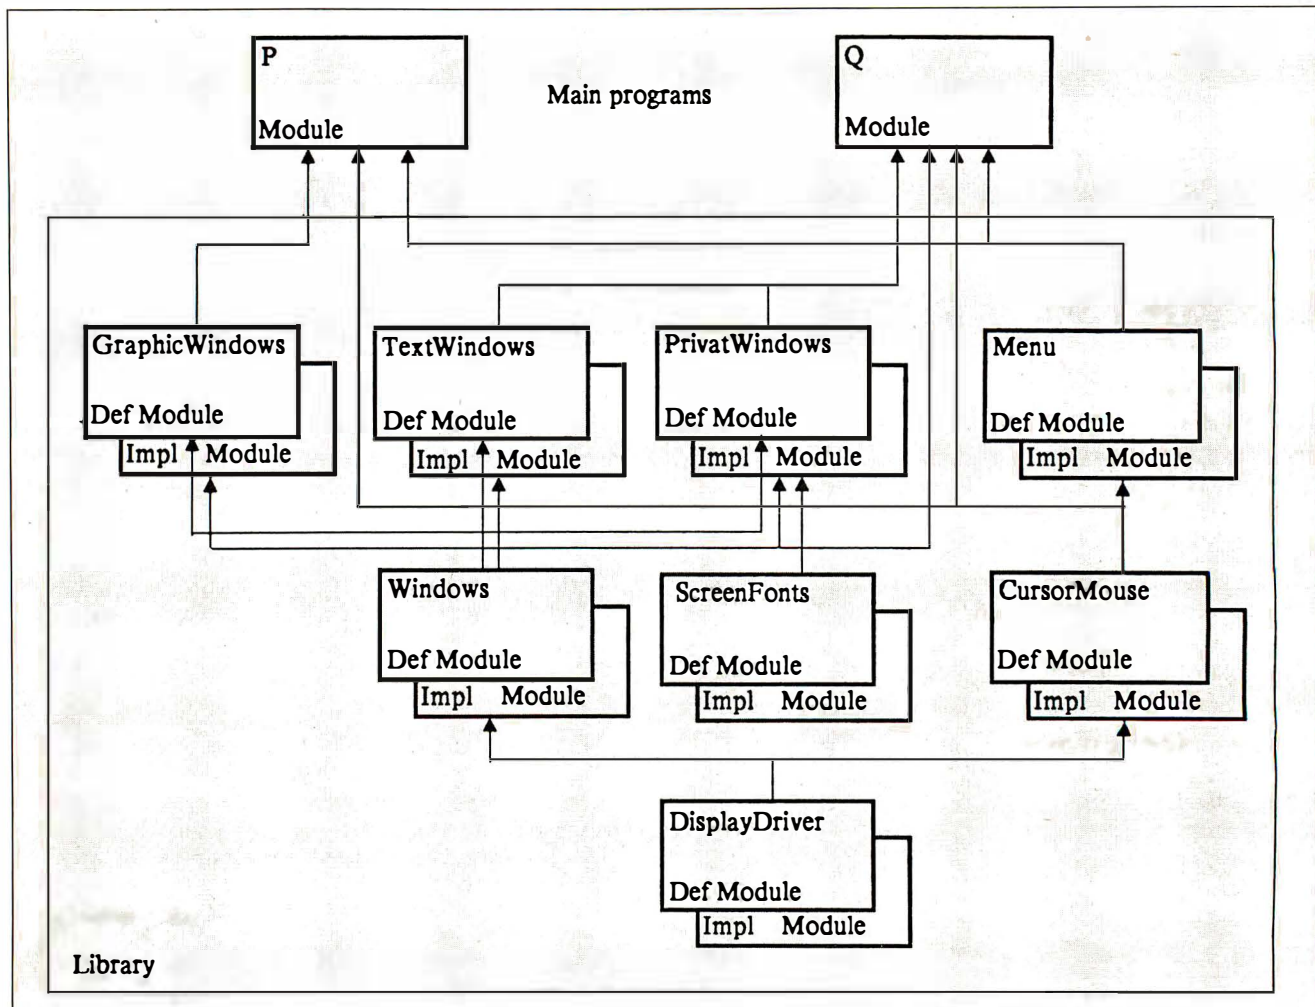 P
Module
Main programs
Q
Module
GraphicWindows
Def Module
Impl Module
TextWindows
Def Module
Impl Module
PrivatWindows
Def Module
Impl Module
Menu
Def Module
Impl Module
Windows
Def Module
Impl Module
ScreenFonts
Def Module
Impl Module
CursorMouse
Def Module
Impl Module
DisplayDriver
Def Module
Impl Module
Library